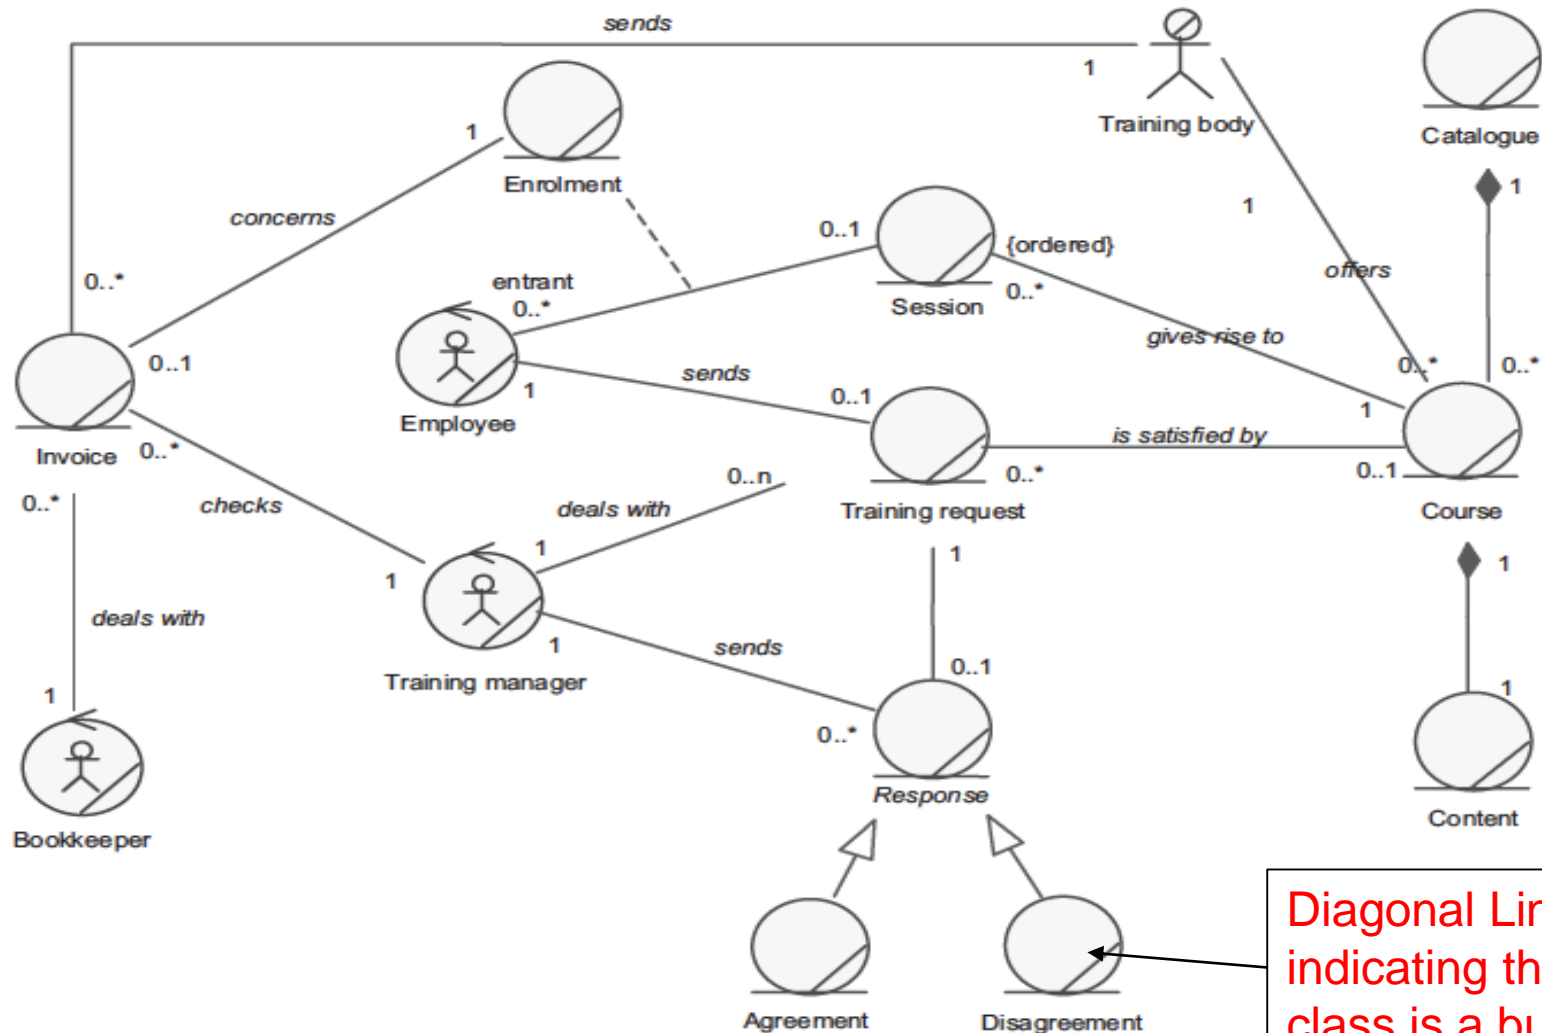 sends
1
Training body
Catalogue
1
Enrolment
1
1
concerns
0..1
{ordered}
offers
0..*
entrant
0..*
Session
0..*
gives rise to
0..1
sends
0..*
0..*
1
0..1
1
Employee
is satisfied by
Invoice
0..*
0..n
0..*
0..1
0..*
checks
deals with
Training request
Course
1
1
1
1
deals with
1
sends
0..1
Training manager
1
1
0..*
Response
Bookkeeper
Content
Diagonal
indicating
class is a
Agreement
Disagreement